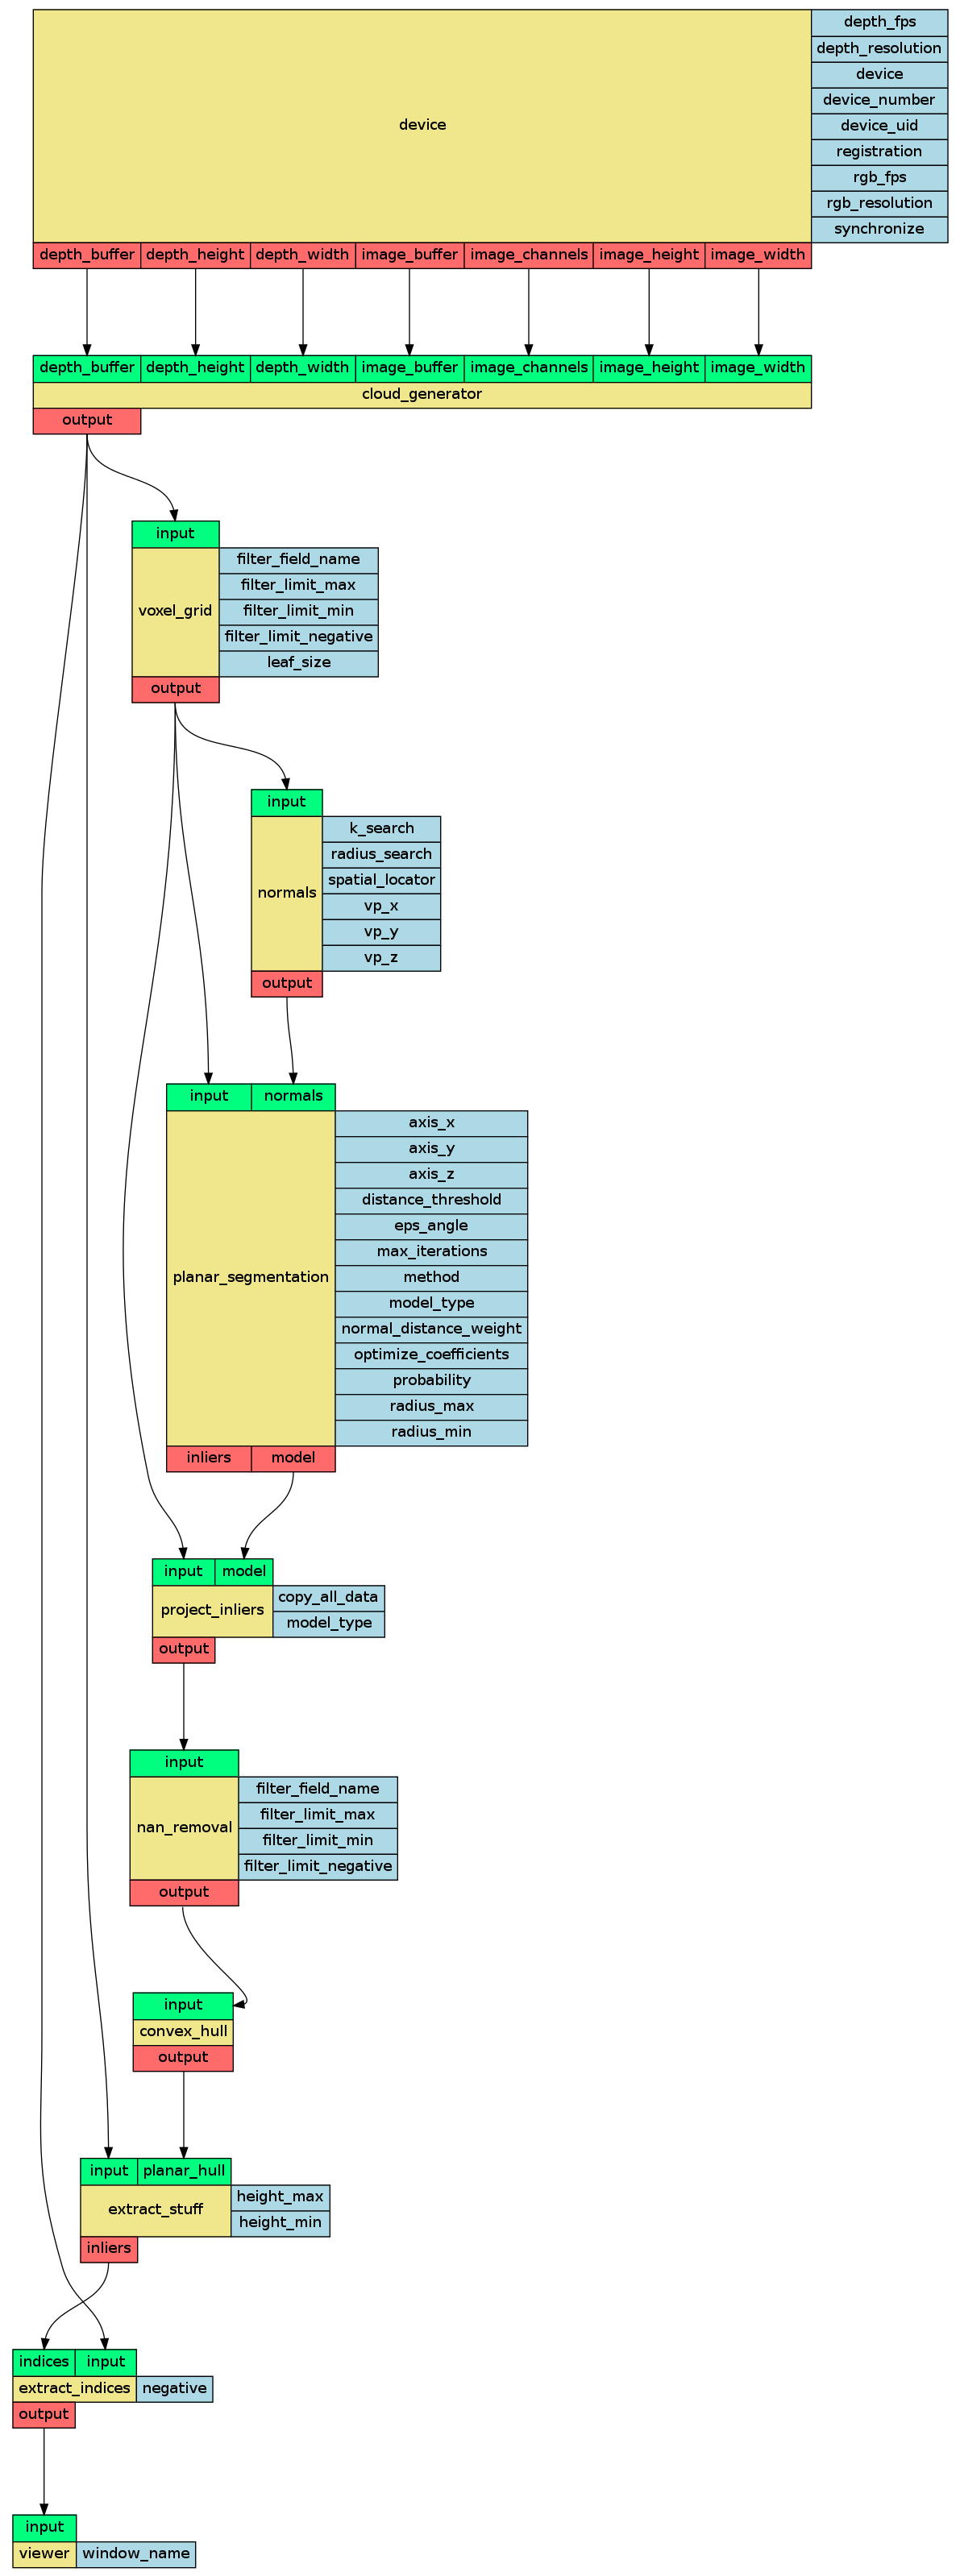 depth_fps
depth_resolution
device
device_number
device
device_uid
registration
rgb_fps
rgb_resolution
synchronize
depth_buffer depth_height depth_width image_buffer image_channels image_height image_width
depth_buffer depth_height depth_width image_buffer image_channels image_height image_width
cloud_generator
output
input
filter_field_name
filter_limit_max
voxel_grid filter_limit_min
filter_limit_negative
leaf_size
output
input
k_search
radius_search
spatial_locator
normals
vp_x
vp_y
vp_z
output
input normals
axis_x
axis_y
axis_z
distance_threshold
eps_angle
max_iterations
planar_segmentation method
model_type
normal_distance_weight
optimize_coefficients
probability
radius_max
radius_min
inliers model
input model
copy_all_data
project_inliers
model_type
output
input
filter_field_name
filter_limit_max
nan_removal
filter_limit_min
filter_limit_negative
output
input
convex_hull
output
input planar_hull
height_max
extract_stuff
height_min
inliers
indices input
extract_indices negative
output
input
viewer window_name